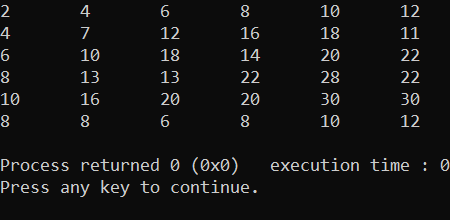 2 4 6 8 10 12
4 7 12 16 18 11
6 10 18 14 20 22
8 13 13 22 28 22
10 16 20 20 30 30
8 8 6 8 10 12
Process returned 0 (0x0) execution time : 0
Press any key to continue.